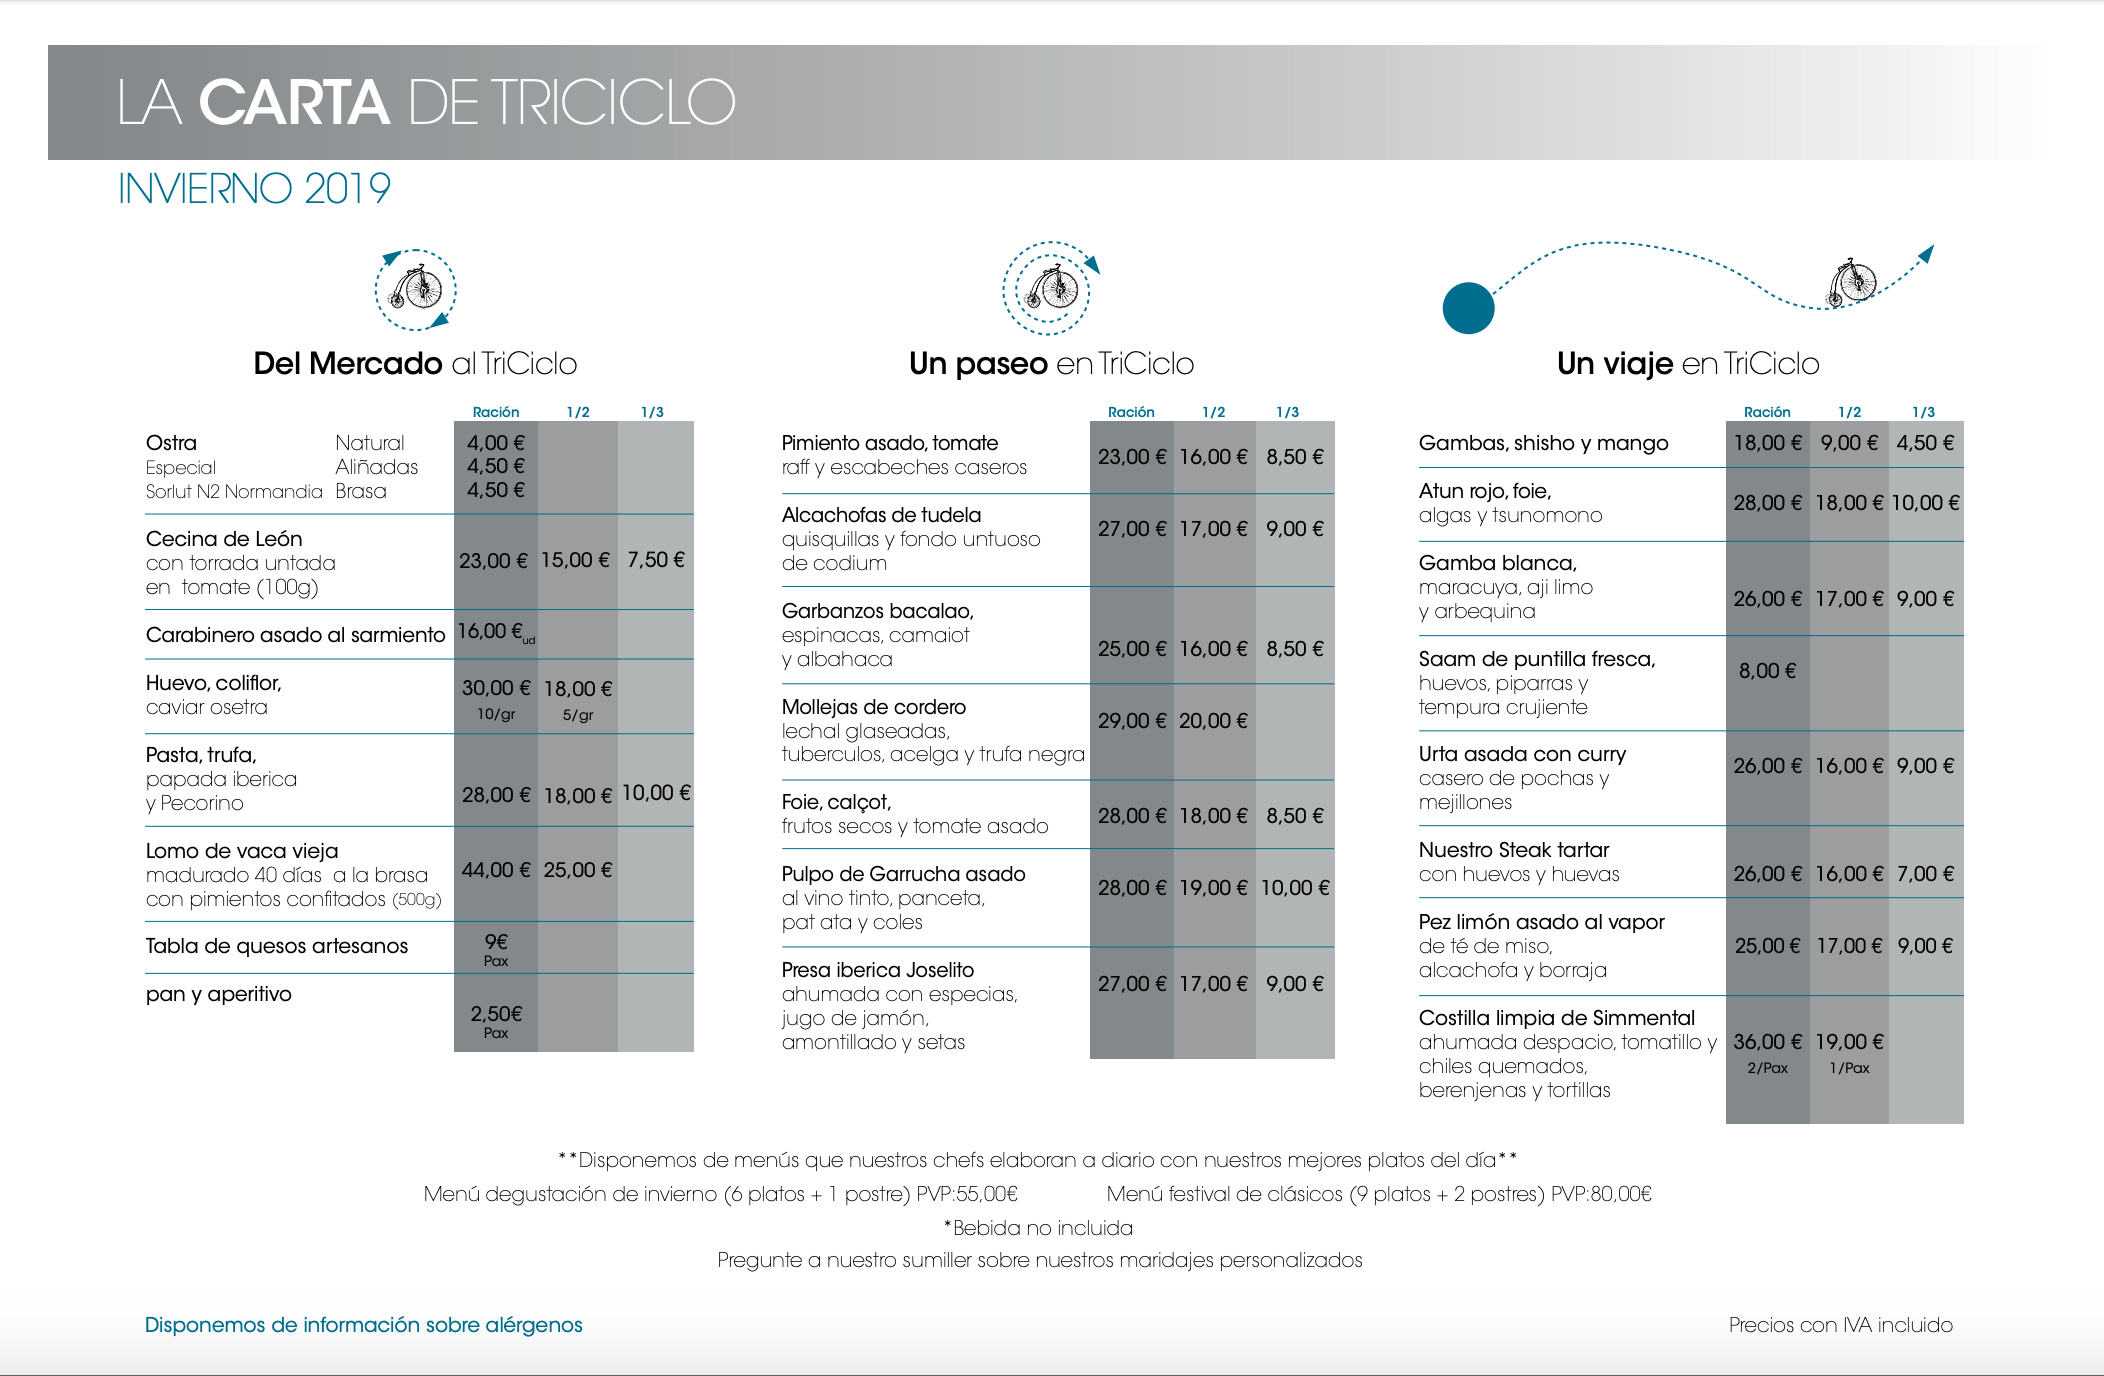 LA CARTA DE TRICICLO
INVIERNO 2019
Del Mercado al TriCiclo
Ración 1/2 1/3
Ostra Natural 4,00 €
Especial Aliñadas 4,50 €
Sorlut N2 Normandia Brasa 4,50 €
Cecina de León
con torrada untada 23,00 € 15,00 € 7,50 €
en tomate (100g)
Carabinero asado al sarmiento 16,00 € ud
Huevo, coliflor, 30,00 € 18,00 €
caviar osetra 10/gr 5/gr
Pasta, trufa,
papada iberica
y Pecorino 28,00 € 18,00 € 10,00 €
Lomo de vaca vieja
madurado 40 días a la brasa 44,00 € 25,00 €
con pimientos confitados (500g)
Tabla de quesos artesanos 9€
Pax
pan y aperitivo
2,50€
Pax
Un paseo en TriCiclo
Ración 1/2 1/3
Pimiento asado, tomate
raff y escabeches caseros 23,00 € 16,00 € 8,50 €
Alcachofas de tudela 27,00 € 17,00 € 9,00 €
quisquillas y fondo untuoso
de codium
Garbanzos bacalao,
espinacas, camaiot
y albahaca 25,00 € 16,00 € 8,50 €
Mollejas de cordero 29,00 € 20,00 €
lechal glaseadas,
tuberculos, acelga y trufa negra
Foie, calçot,
frutos secos y tomate asado 28,00 € 18,00 € 8,50 €
Pulpo de Garrucha asado 28,00 € 19,00 € 10,00 €
al vino tinto, panceta,
pat ata y coles
Presa iberica Joselito 27,00 € 17,00 € 9,00 €
ahumada con especias,
jugo de jamón,
amontillado y setas
Un viaje en TriCiclo
Ración 1/2 1/3
Gambas, shisho y mango 18,00 € 9,00 € 4,50 €
Atun rojo, foie,
algas y tsunomono 28,00 € 18,00 € 10,00 €
Gamba blanca,
maracuya, aji limo
y arbequina 26,00 € 17,00 € 9,00 €
Saam de puntilla fresca, 8,00 €
huevos, piparras y
tempura crujiente
Urta asada con curry 26,00 € 16,00 € 9,00 €
casero de pochas y
mejillones
Nuestro Steak tartar
con huevos y huevas 26,00 € 16,00 € 7,00 €
Pez limón asado al vapor
de té de miso, 25,00 € 17,00 € 9,00 €
alcachofa y borraja
Costilla limpia de Simmental
ahumada despacio, tomatillo y 36,00 € 19,00 €
chiles quemados, 2/Pax 1/Pax
berenjenas y tortillas
**Disponemos de menús que nuestros chefs elaboran a diario con nuestros mejores platos del día**
Menú degustación de invierno (6 platos + 1 postre) PVP:55,00€ Menú festival de clásicos (9 platos + 2 postres) PVP:80,00€
*Bebida no incluida
Pregunte a nuestro sumiller sobre nuestros maridajes personalizados
Disponemos de información sobre alérgenos Precios con IVA incluido